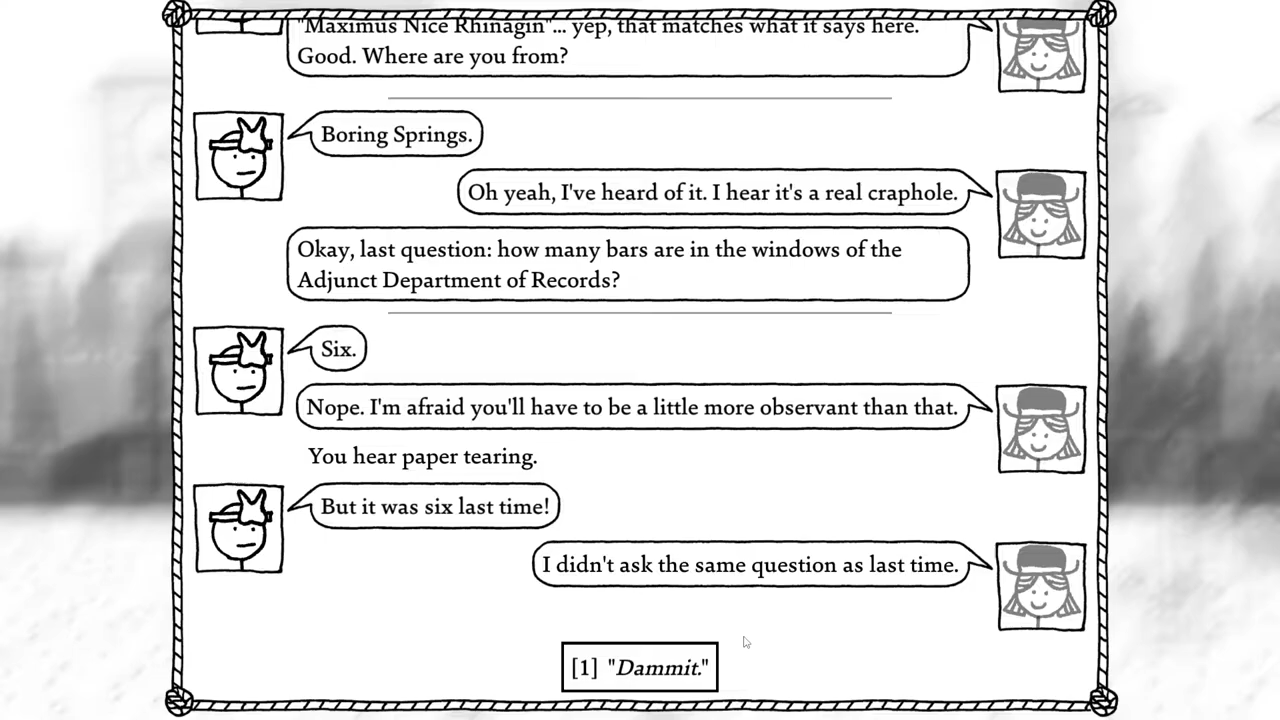 "Maximus Nice Rhinagin"... yep, that matches what it says here.
Good. Where are you from?
Boring Springs.
Oh yeah, I've heard of it. I hear it's a real craphole.
Okay, last question: how many bars are in the windows of the
Adjunct Department of Records?
Six.
Nope. I'm afraid you'll have to be a little more observant than that.
You hear paper tearing.
But it was six last time!
I didn't ask the same question as last time.
[1] "Dammit."